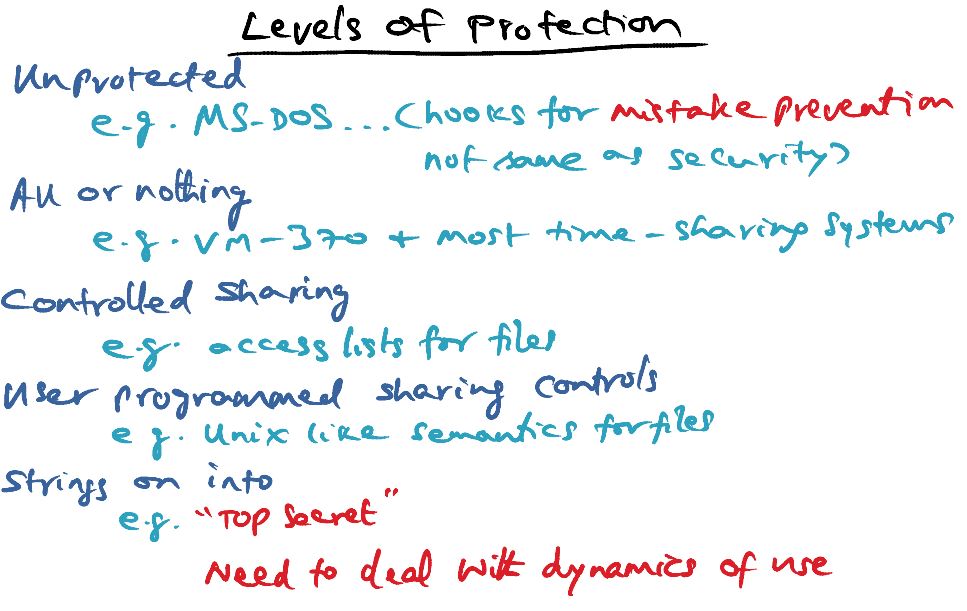 Levels of Protection
Unprotected
e.g. MS-DOS... (hooks for mistake prevention
not same as security)
All or nothing
e.g. VM-370 + most time-sharing systems
Controlled sharing
e.g. access lists for files
User programmed sharing controls
e.g. Unix like semantics for files
Strings on into
e.g. "Top Secret"
Need to deal with dynamics of use